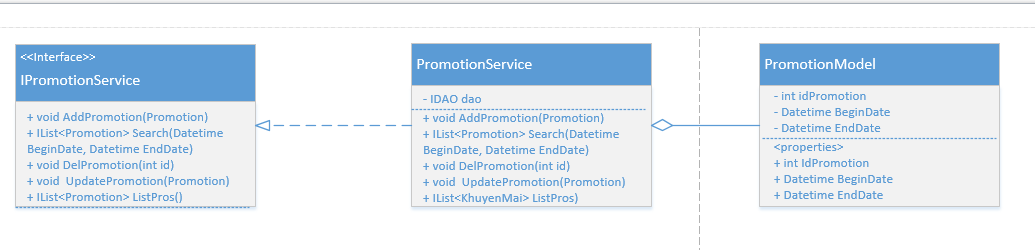 <<Interface>>
IPromotionService
+ void AddPromotion(Promotion)
+ IList<Promotion> Search(Datetime
BeginDate, Datetime EndDate)
+ void DelPromotion(int id)
+ void  UpdatePromotion(Promotion)
+ IList<Promotion> ListPros()
PromotionService
- IDAO dao
+ void AddPromotion(Promotion)
+ IList<Promotion> Search(Datetime
BeginDate, Datetime EndDate)
+ void DelPromotion(int id)
+ void  UpdatePromotion(Promotion)
+ IList<KhuyenMai> ListPros)
PromotionModel
- int idPromotion
- Datetime BeginDate
- Datetime EndDate
<properties>
+ int IdPromotion
+ Datetime BeginDate
+ Datetime EndDate